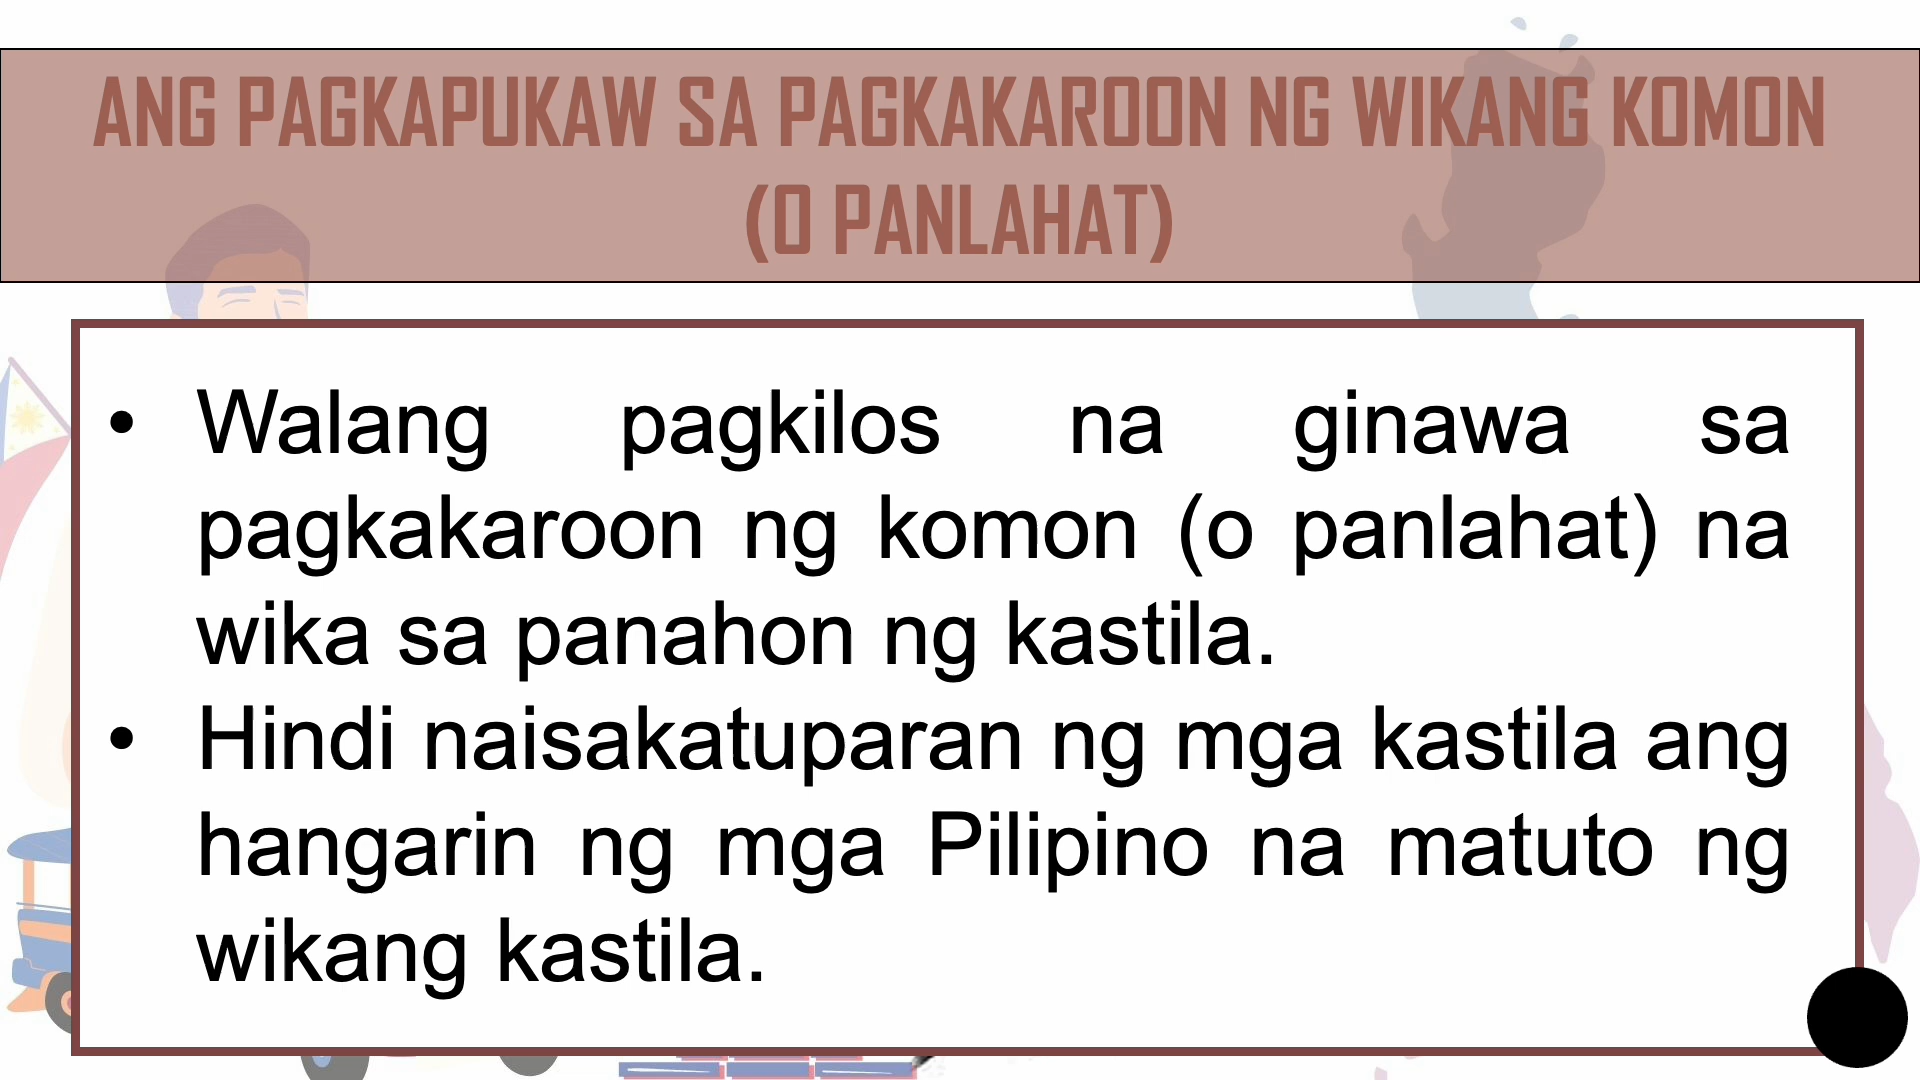 ANG PAGKAPUKAW SA PAGKAKAROON NG WIKANG KOMON
(O PANLAHAT)
• Walang pagkilos na ginawa sa
pagkakaroon ng komon (o panlahat) na
wika sa panahon ng kastila.
• Hindi naisakatuparan ng mga kastila ang
hangarin ng mga Pilipino na matuto ng
wikang kastila.